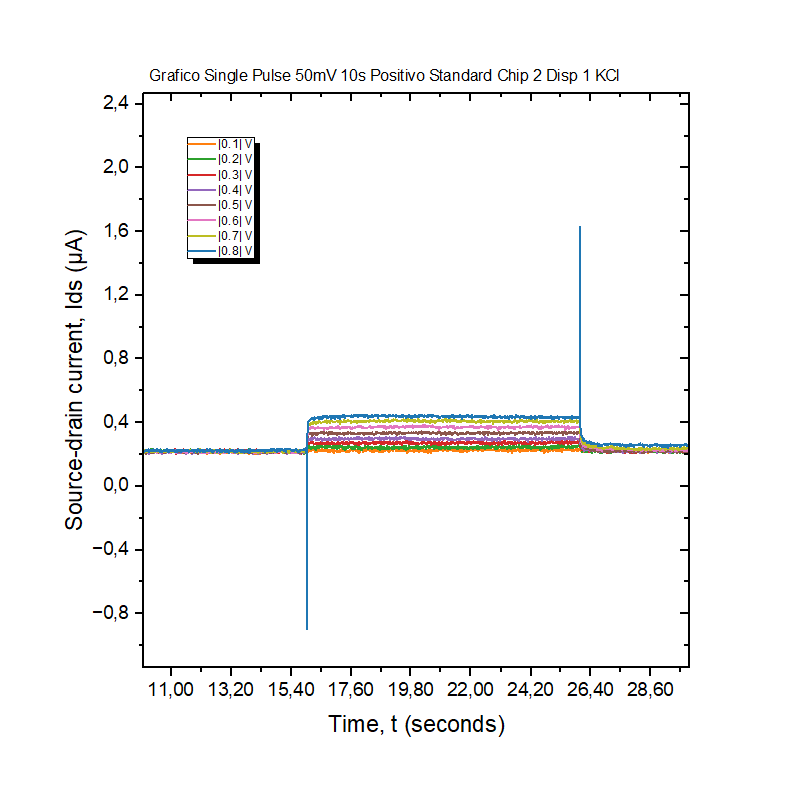 Grafico Single Pulse 50mV 10s Positivo Standard Chip 2 Disp 1 KCl
2,4
2,0
1,6
1,2
0,8
0,4
0,0
−0,4
−0,8
|0.1| V
|0.2| V
|0.3| V
|0.4| V
|0.5| V
|0.6| V
|0.7| V
|0.8| V
Source-drain current, Ids (µA)
11,00 13,20 15,40 17,60 19,80 22,00 24,20 26,40 28,60
Time, t (seconds)